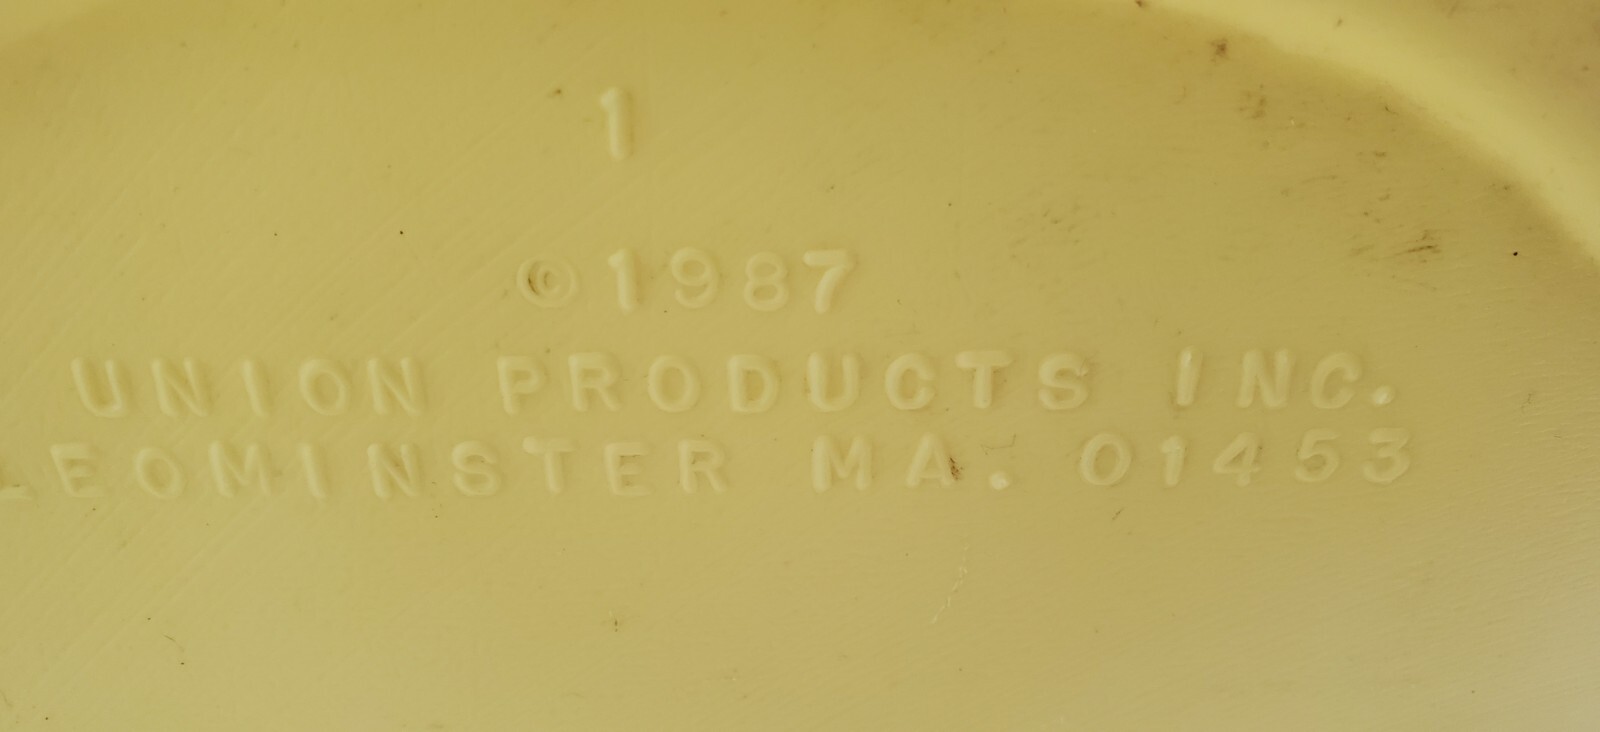 1
©1987
UNION PRODUCTS INC.
LEOMINSTER MA. 01453